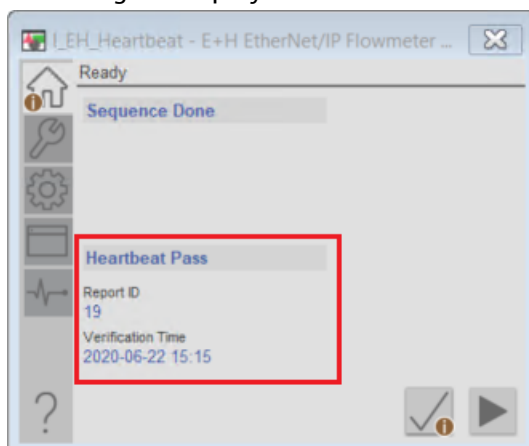 I_EH_Heartbeat - E+H EtherNet/IP Flowmeter ...
Ready
Sequence Done
Heartbeat Pass
Report ID
19
Verification Time
2020-06-22 15:15
?